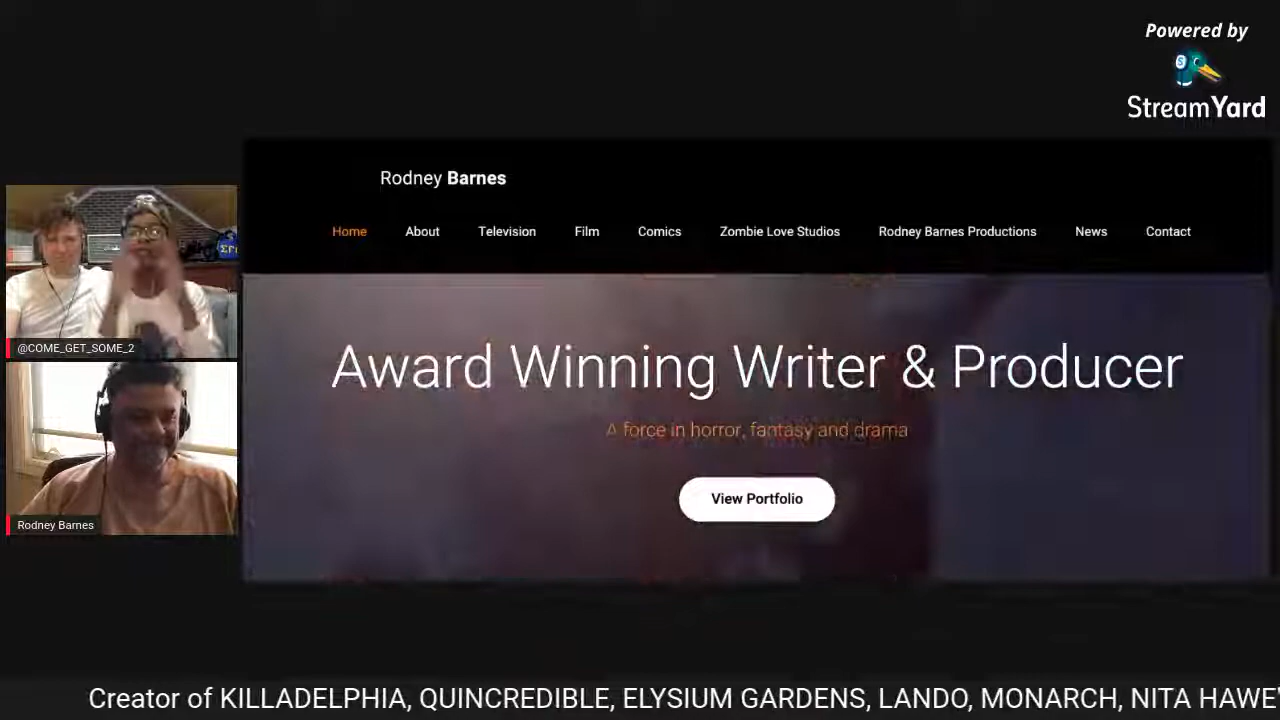 Powered by
StreamYard
Rodney Barnes
Home About Television Film Comics Zombie Love Studios Rodney Barnes Productions News Contact
Award Winning Writer & Producer
A force in horror, fantasy and drama
View Portfolio
@COME_GET_SOME_2
Rodney Barnes
Creator of KILLADELPHIA, QUINCREDIBLE, ELYSIUM GARDENS, LANDO, MONARCH, NITA HAWE'